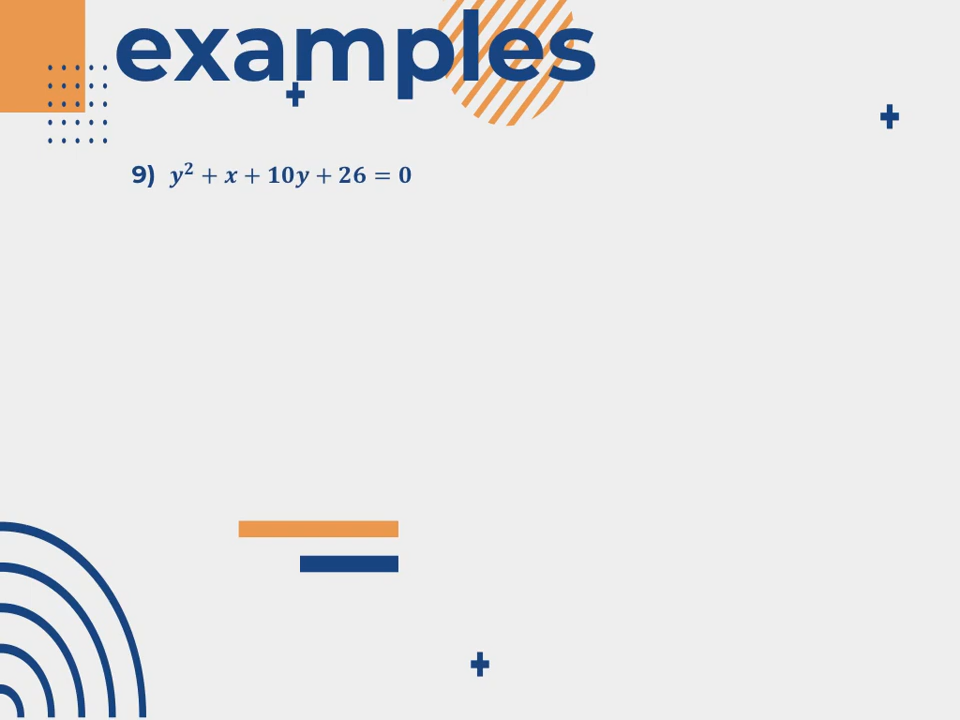 examples
9) y² + x + 10y + 26 = 0